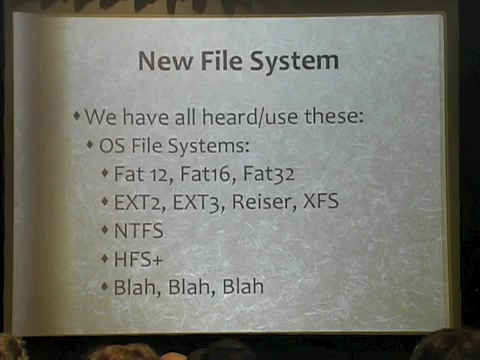 New File System
We have all heard/use these:
OS File Systems:
Fat 12, Fat16, Fat32
EXT2, EXT3, Reiser, XFS
NTFS
HFS+
Blah, Blah, Blah